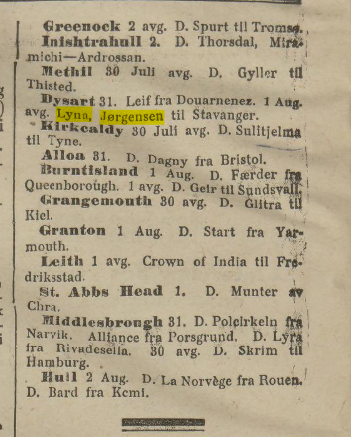 Greenock 2 avg. D. Spurt til Tromsø.
Inishtrahull 2. D. Thorsdal, Mira-
michi—Ardrossan.
Methil 30 Juli avg. D. Gyller til
Thisted.
Dysart 31. Leif fra Douarnenez. 1 Aug.
avg. Lyna, Jørgensen til Stavanger.
Kirkcaldy 30 Juli avg. D. Sulitjelma
til Tyne.
Alloa 31. D. Dagny fra Bristol.
Burntisland 1 Aug. D. Færder fra
Queenborough. 1 avg. D. Geir til Sundsvall.
Grangemouth 30 avg. D. Glitra til
Kiel.
Granton 1 Aug. D. Start fra Yar-
mouth.
Leith 1 avg. Crown of India til Fre-
driksstad.
St. Abbs Head 1. D. Munter av
Chra.
Middlesbrough 31. D. Polcirkeln fra
Narvik. Alliance fra Porsgrund. D. Lyra
fra Rivadesella. 30 avg. D. Skrim til
Hamburg.
Hull 2 Aug. D. La Norvège fra Rouen.
D. Bard fra Kemi.